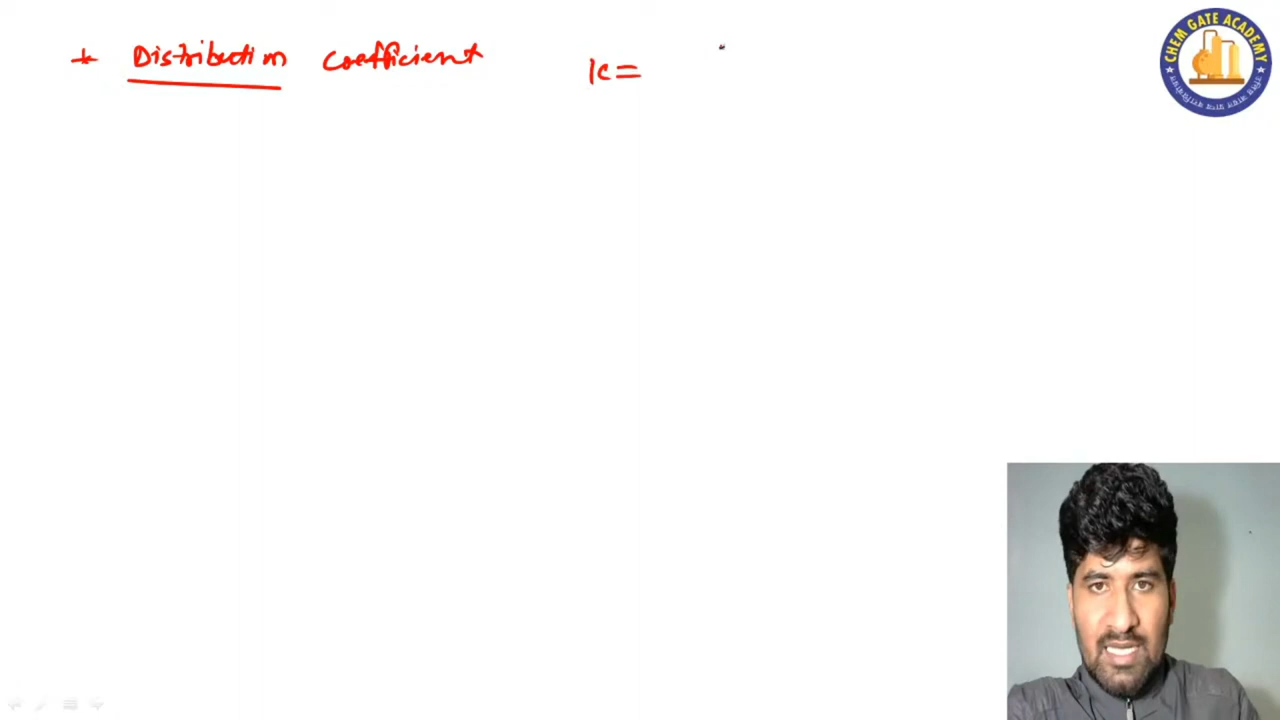 * Distribution coefficient K =
CHEM GATE ACADEMY